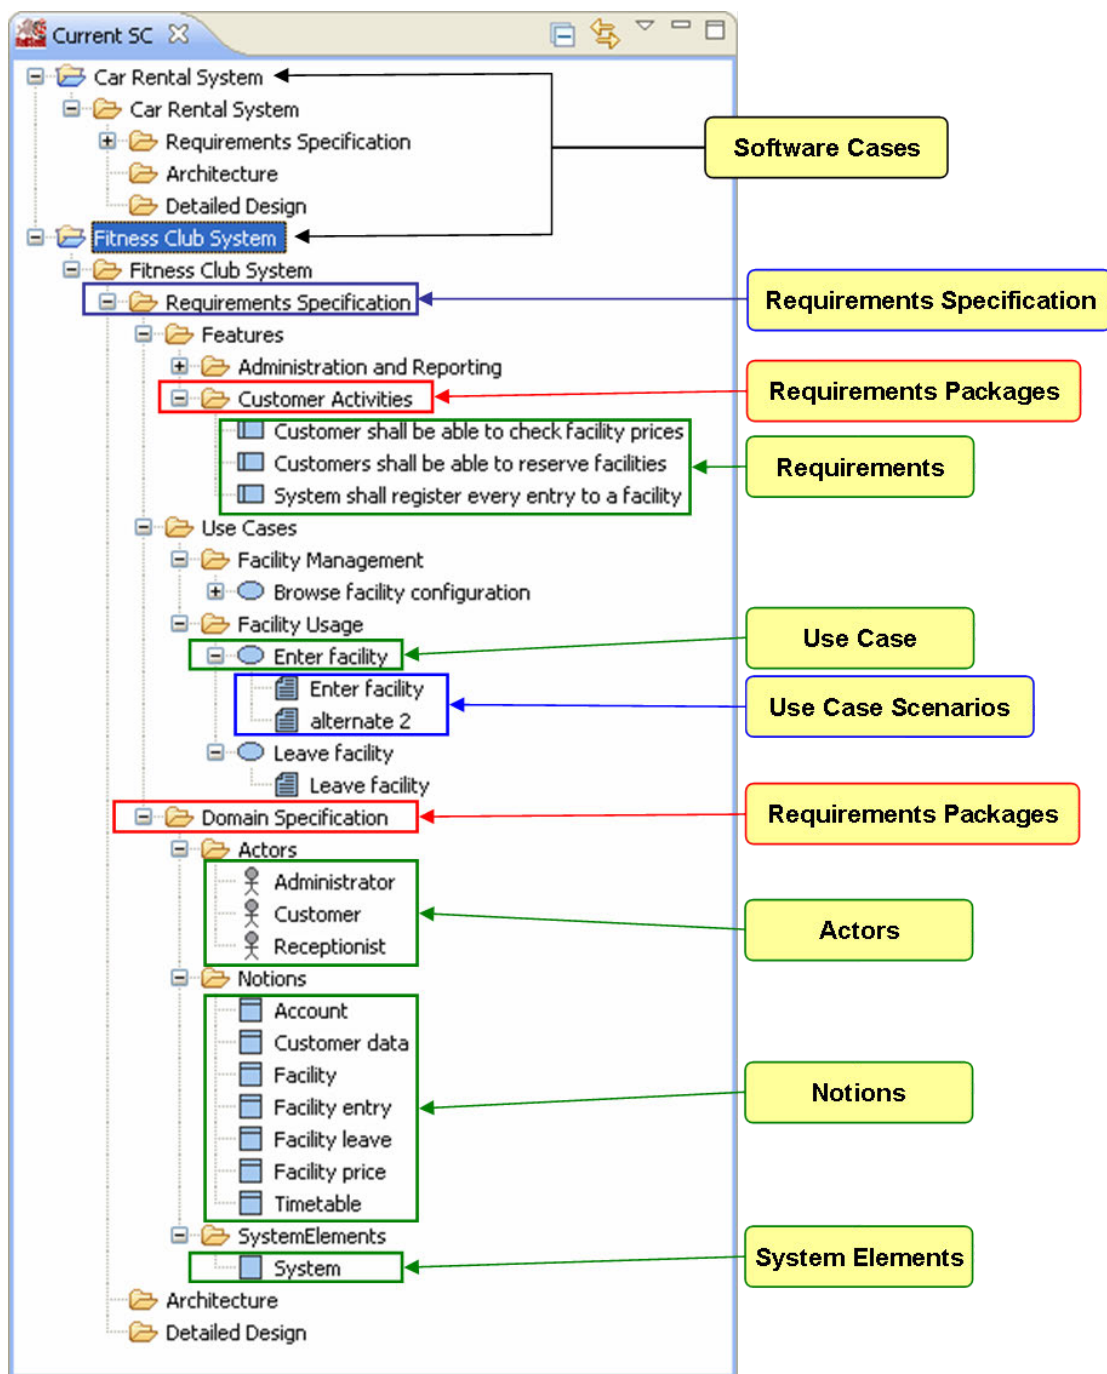 Current SC
Car Rental System
Car Rental System
Requirements Specification
Architecture
Detailed Design
Fitness Club System
Fitness Club System
Requirements Specification
Features
Administration and Reporting
Customer Activities
Customer shall be able to check facility prices
Customers shall be able to reserve facilities
System shall register every entry to a facility
Use Cases
Facility Management
Browse facility configuration
Facility Usage
Enter facility
Enter facility
alternate 2
Leave facility
Leave facility
Domain Specification
Actors
Administrator
Customer
Receptionist
Notions
Account
Customer data
Facility
Facility entry
Facility leave
Facility price
Timetable
SystemElements
System
Architecture
Detailed Design
Software Cases
Requirements Specification
Requirements Packages
Requirements
Use Case
Use Case Scenarios
Requirements Packages
Actors
Notions
System Elements